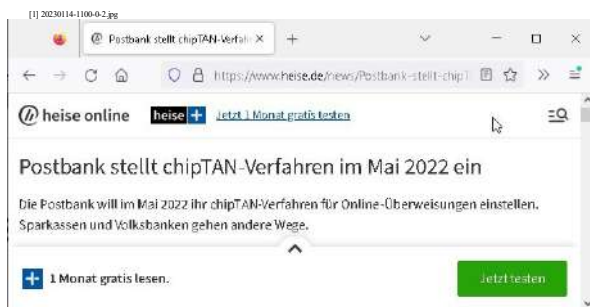 [1] 20230114-1100-0-2.jpg
Postbank stellt chipTAN-Verfahr
https://www.heise.de/news/Postbank-stellt-chipT
heise online heise + Jetzt 1 Monat gratis testen
Postbank stellt chipTAN-Verfahren im Mai 2022 ein
Die Postbank will im Mai 2022 ihr chipTAN-Verfahren für Online-Überweisungen einstellen.
Sparkassen und Volksbanken gehen andere Wege.
1 Monat gratis lesen. Jetzt testen